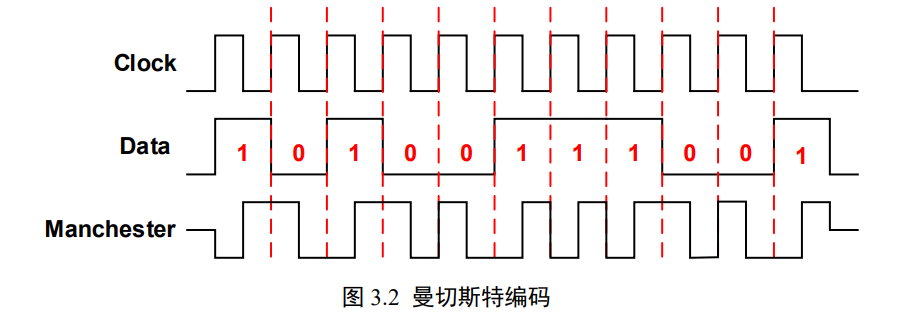 Clock
Data
1 0 1 0 0 1 1 1 0 0 1
Manchester
图 3.2 曼切斯特编码